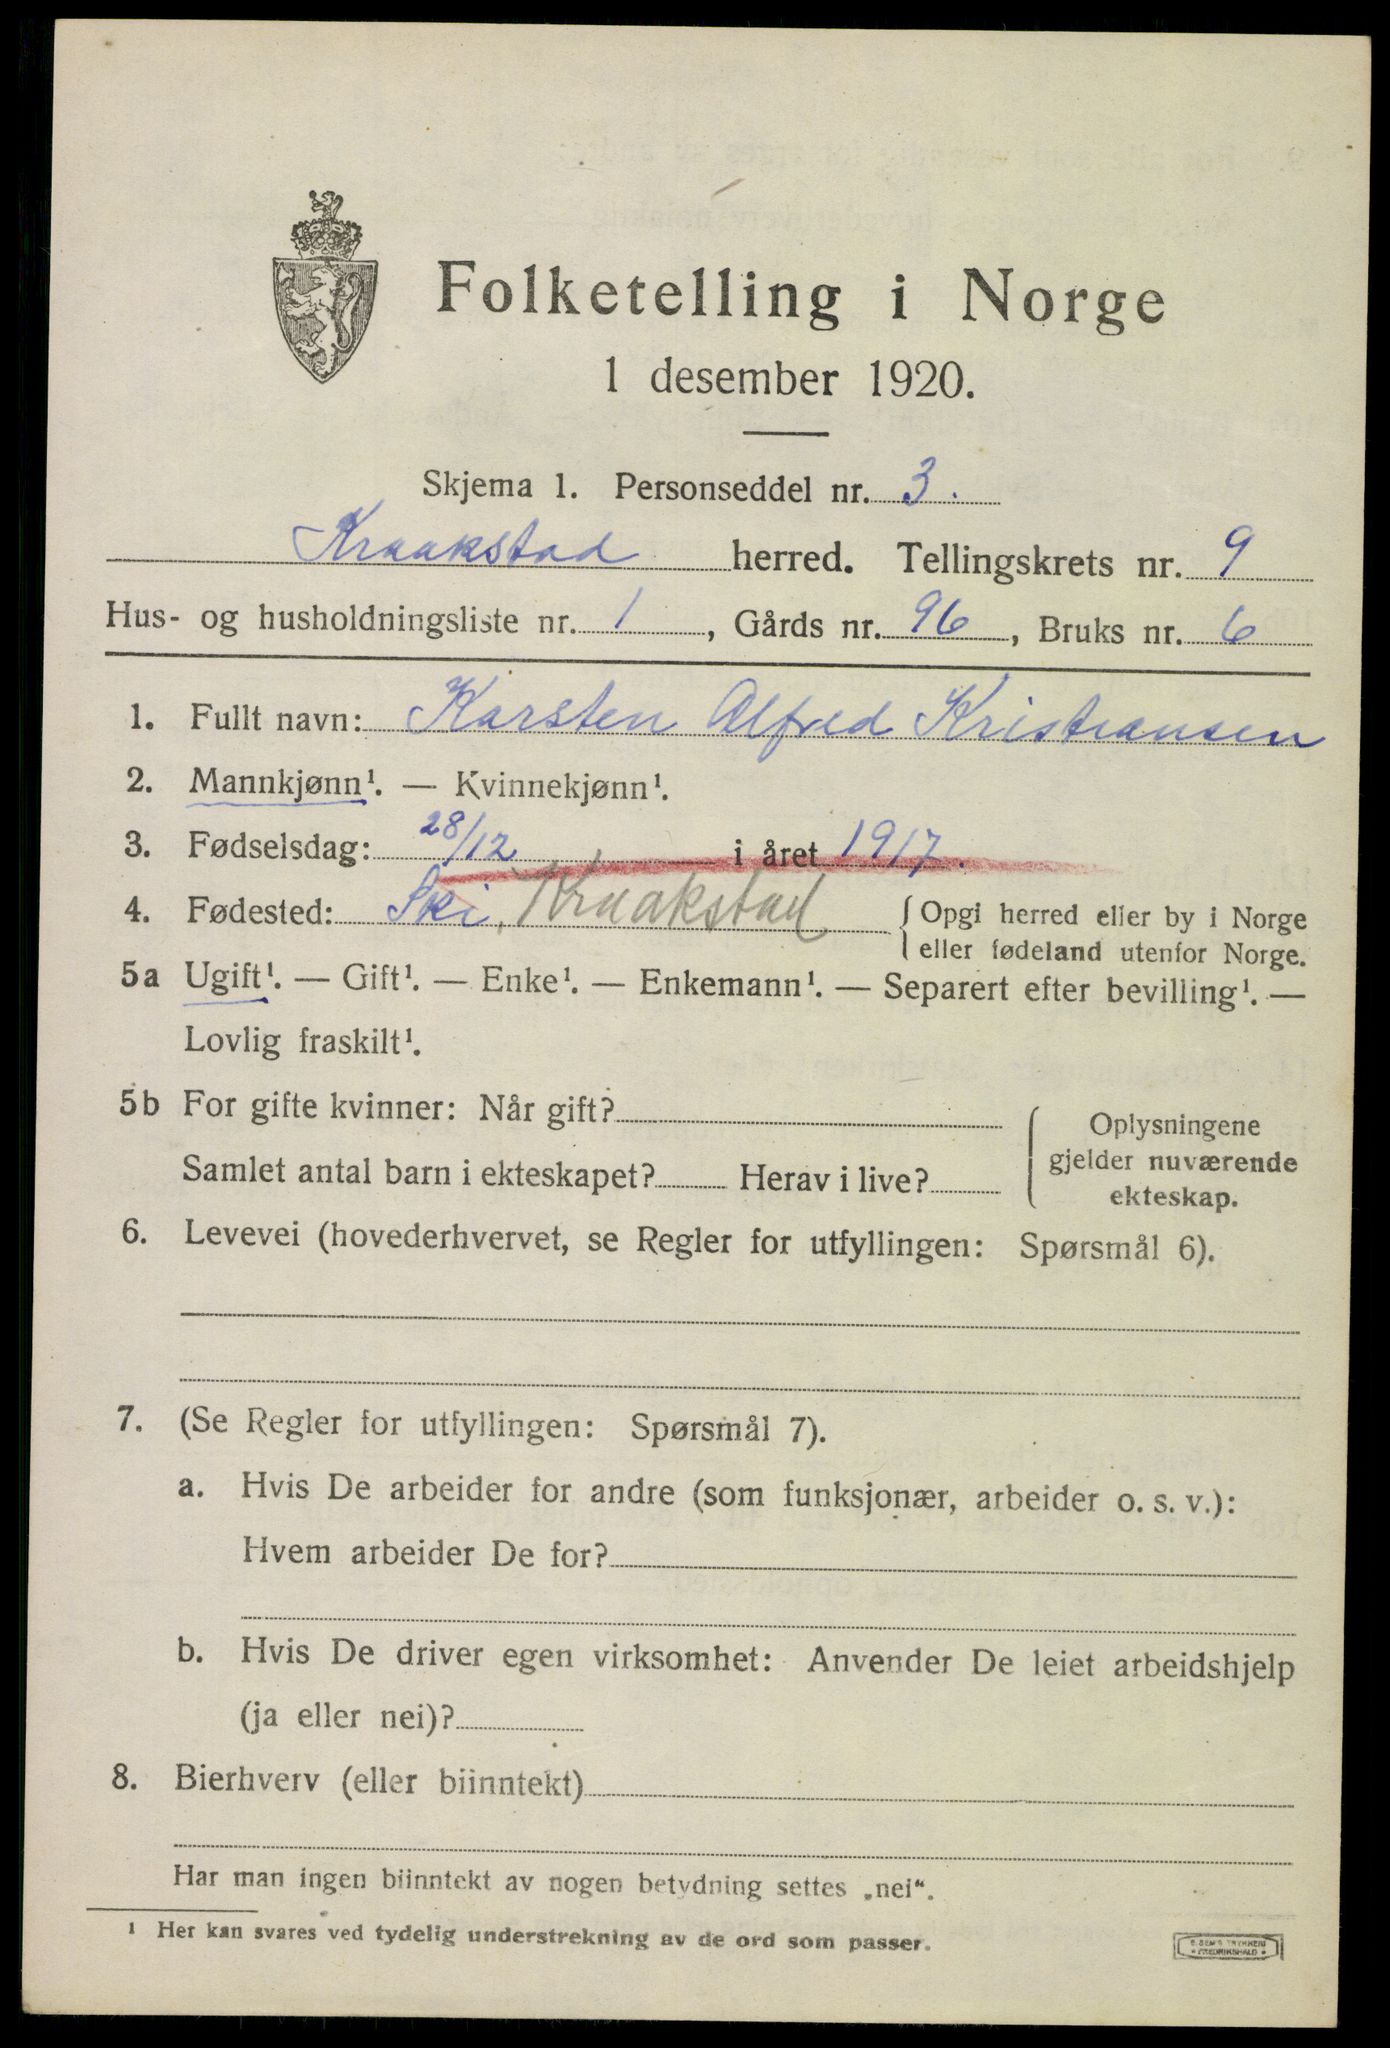 Folketelling i Norge
1 desember 1920.
Skjema 1. Personseddel nr. 3.
Kraakstad herred. Tellingskrets nr. 9
Hus- og husholdningsliste nr. 1, Gårds nr. 96, Bruks nr. 6
1. Fullt navn: Karsten Alfred Kristiansen
2. Mannkjønn¹. — Kvinnekjønn¹.
3. Fødselsdag: 28/12 i året 1917.
4. Fødested: Ski, Kraakstad { Opgi herred eller by i Norge
eller fødeland utenfor Norge.
5a Ugift¹. — Gift¹. — Enke¹. — Enkemann¹. — Separert efter bevilling¹. —
Lovlig fraskilt¹.
5b For gifte kvinner: Når gift?
Samlet antal barn i ekteskapet? Herav i live?
Oplysningene
gjelder nuværende
ekteskap.
6. Levevei (hovederhvervet, se Regler for utfyllingen: Spørsmål 6).
7. (Se Regler for utfyllingen: Spørsmål 7).
a. Hvis De arbeider for andre (som funksjonær, arbeider o. s. v.):
Hvem arbeider De for?
b. Hvis De driver egen virksomhet: Anvender De leiet arbeidshjelp
(ja eller nei)?
8. Bierhverv (eller biinntekt)
Har man ingen biinntekt av nogen betydning settes „nei“.
¹ Her kan svares ved tydelig understrekning av de ord som passer.
E. SEM'S TRYKKERI
• FREDRIKSHALD •